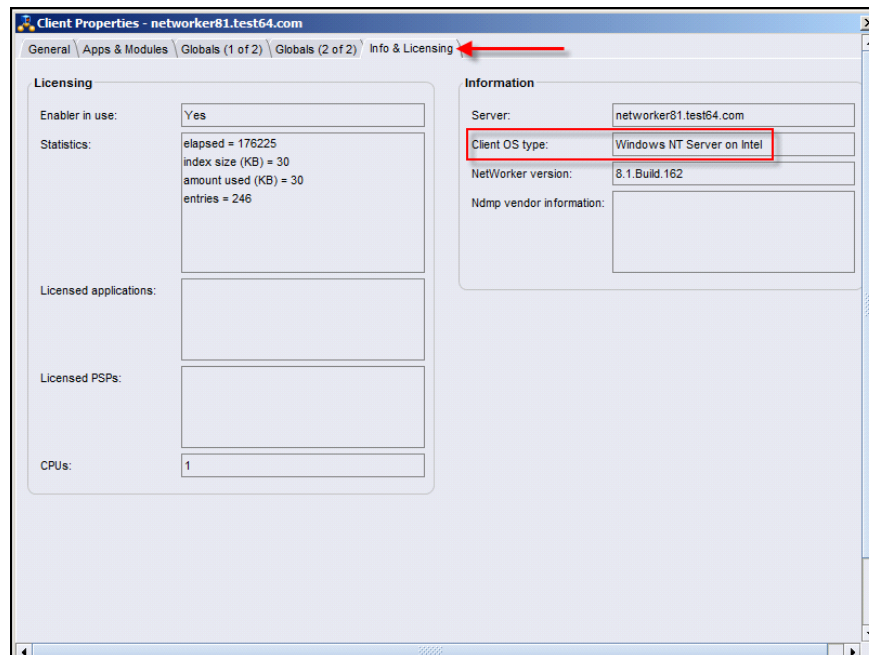 Client Properties - networker81.test64.com
General Apps & Modules Globals (1 of 2) Globals (2 of 2) Info & Licensing
Licensing
Enabler in use: Yes
Statistics: elapsed = 176225
index size (KB) = 30
amount used (KB) = 30
entries = 246
Licensed applications:
Licensed PSPs:
CPUs: 1
Information
Server: networker81.test64.com
Client OS type: Windows NT Server on Intel
NetWorker version: 8.1.Build.162
Ndmp vendor information: